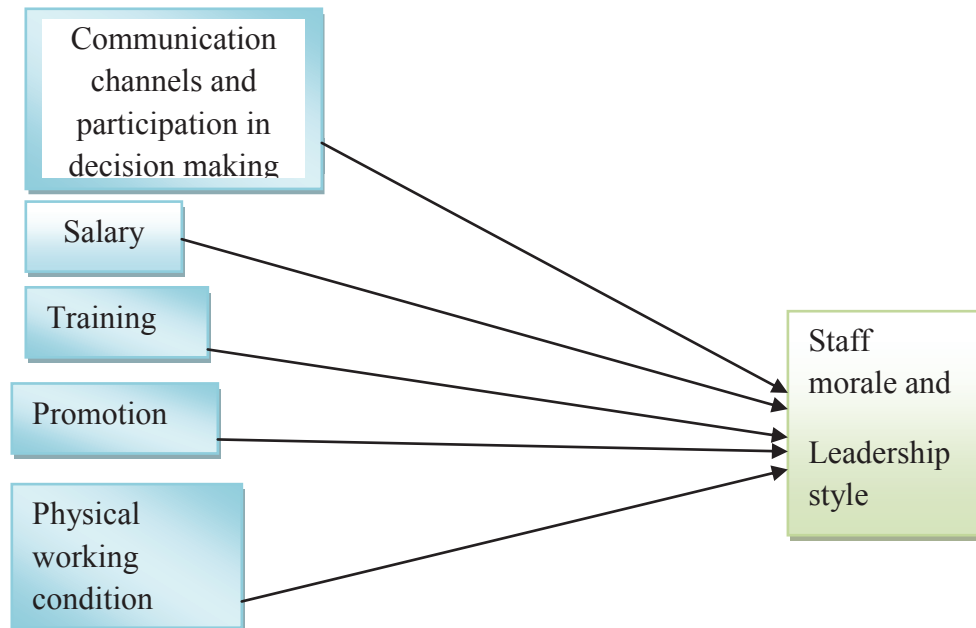 Communication
channels and
participation in
decision making
Salary
Training
Promotion
Physical
working
condition
Staff
morale and
Leadership
style